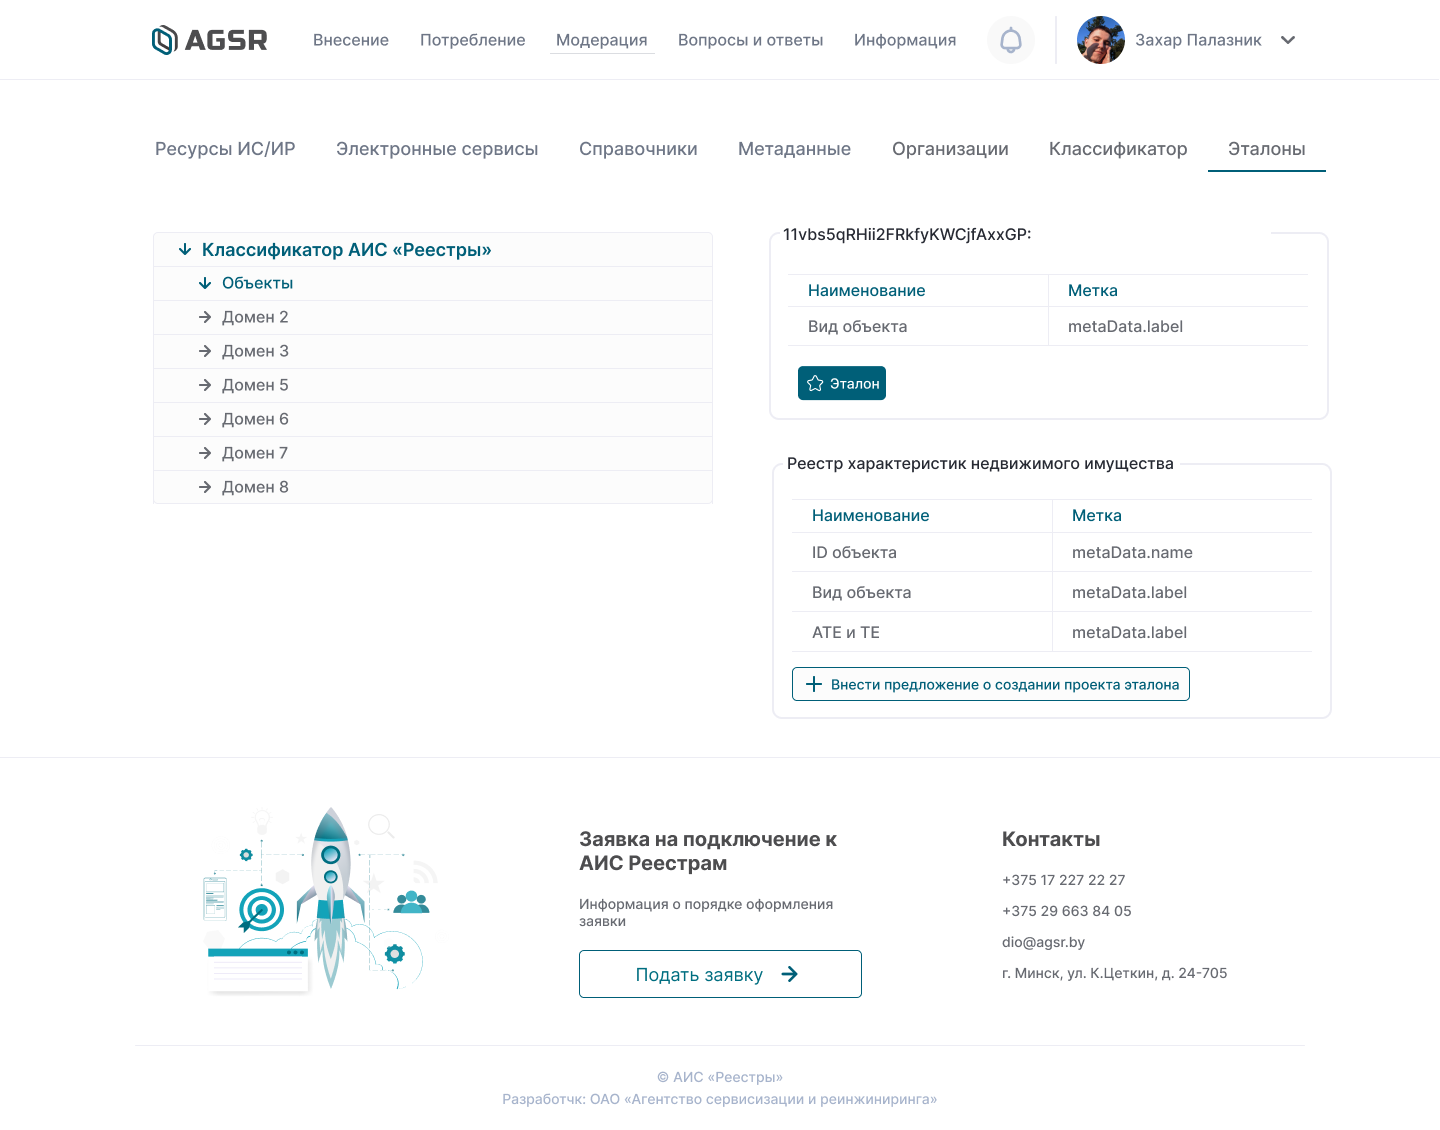 AGSR
Внесение
Потребление
Модерация
Вопросы и ответы
Информация
Захар Палазник
Ресурсы ИС/ИР
Электронные сервисы
Справочники
Метаданные
Организации
Классификатор
Эталоны
Классификатор АИС «Реестры»
Объекты
Домен 2
Домен 3
Домен 5
Домен 6
Домен 7
Домен 8
11vbs5qRHii2FRkfyKWCjfAxxGP:
Наименование Метка
Вид объекта metaData.label
Эталон
Реестр характеристик недвижимого имущества
Наименование Метка
ID объекта metaData.name
Вид объекта metaData.label
АТЕ и ТЕ metaData.label
Внести предложение о создании проекта эталона
Заявка на подключение к
АИС Реестрам
Информация о порядке оформления
заявки
Подать заявку
Контакты
+375 17 227 22 27
+375 29 663 84 05
dio@agsr.by
г. Минск, ул. К.Цеткин, д. 24-705
© АИС «Реестры»
Разработчк: ОАО «Агентство сервисизации и реинжиниринга»